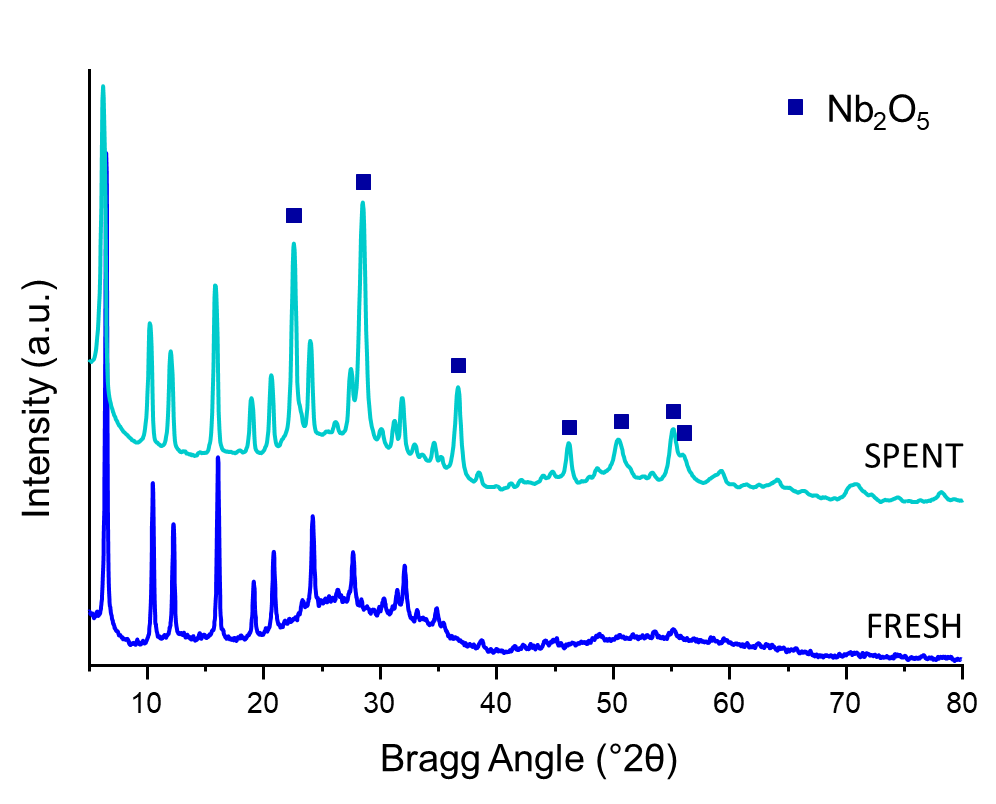 Nb₂O₅
Intensity (a.u.)
SPENT
FRESH
10 20 30 40 50 60 70 80
Bragg Angle (°2θ)